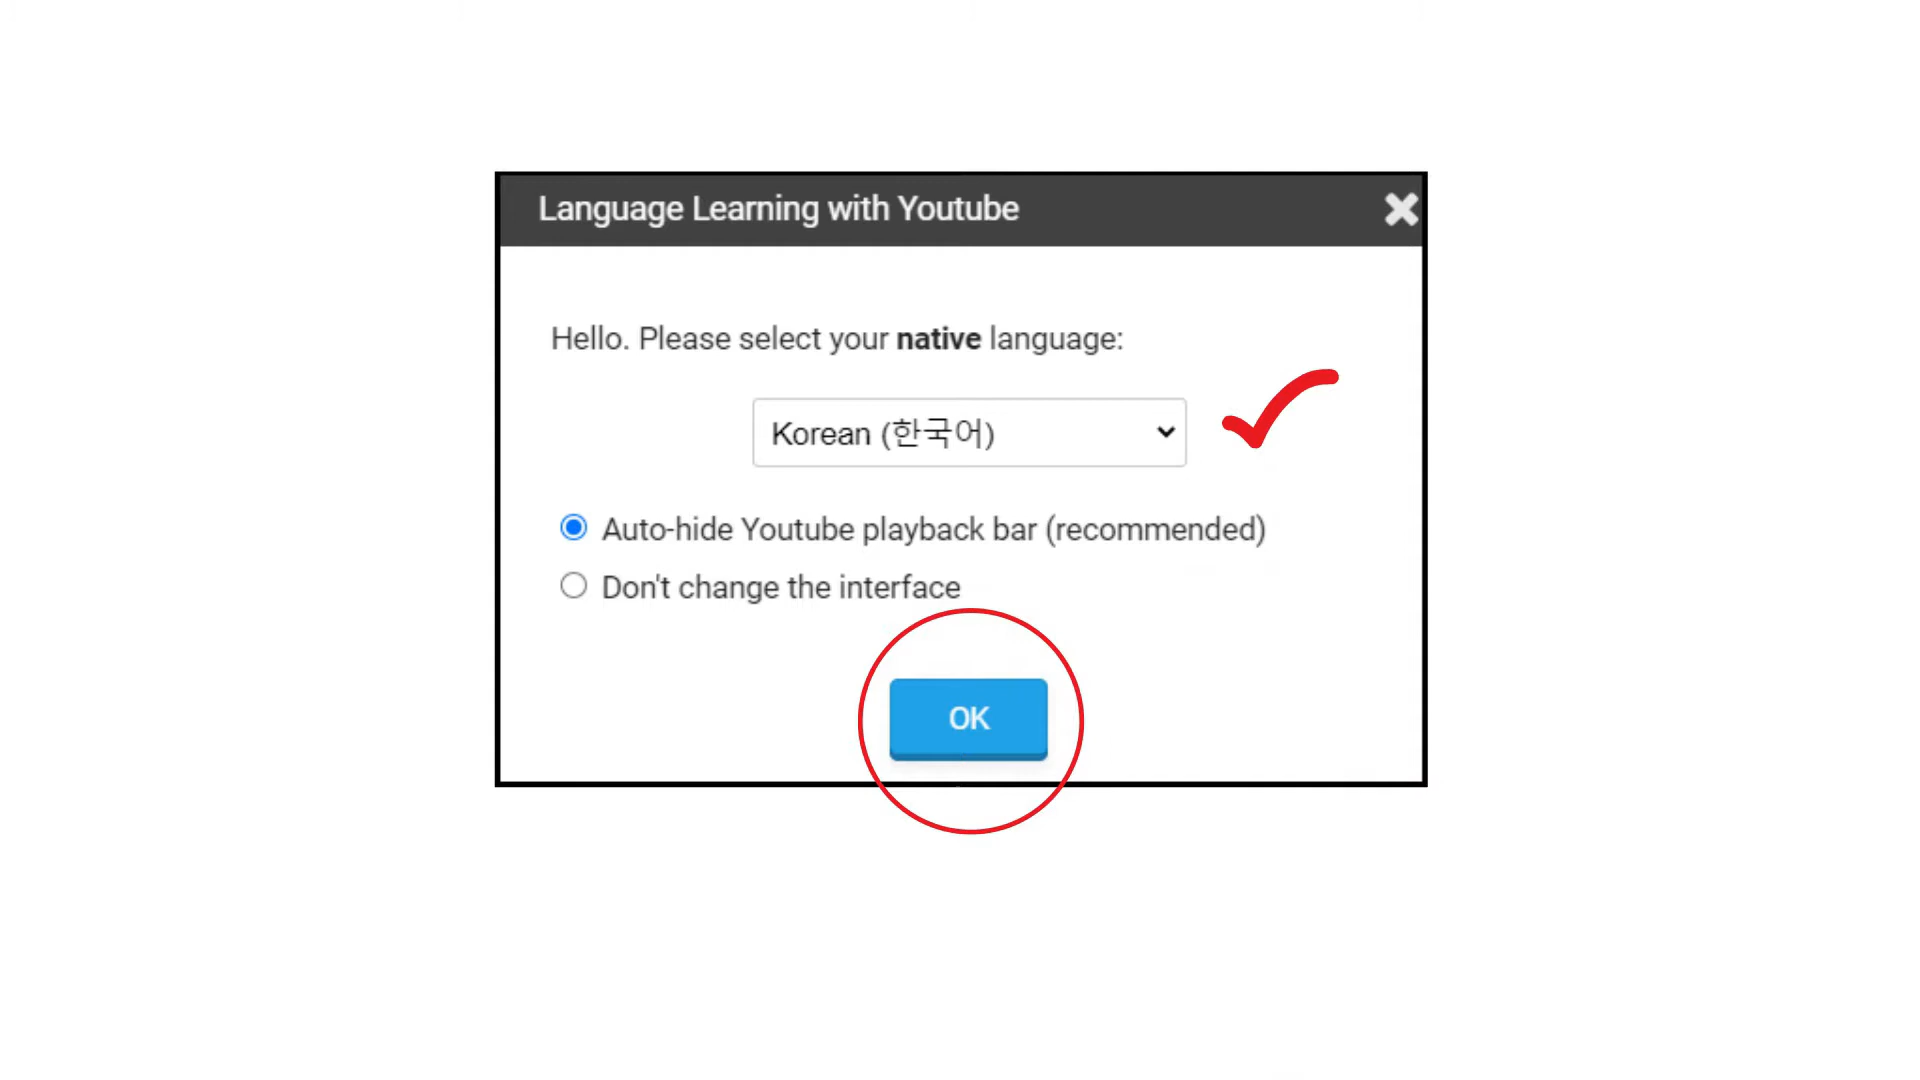 Language Learning with Youtube
Hello. Please select your native language:
Korean (한국어)
Auto-hide Youtube playback bar (recommended)
Don't change the interface
OK